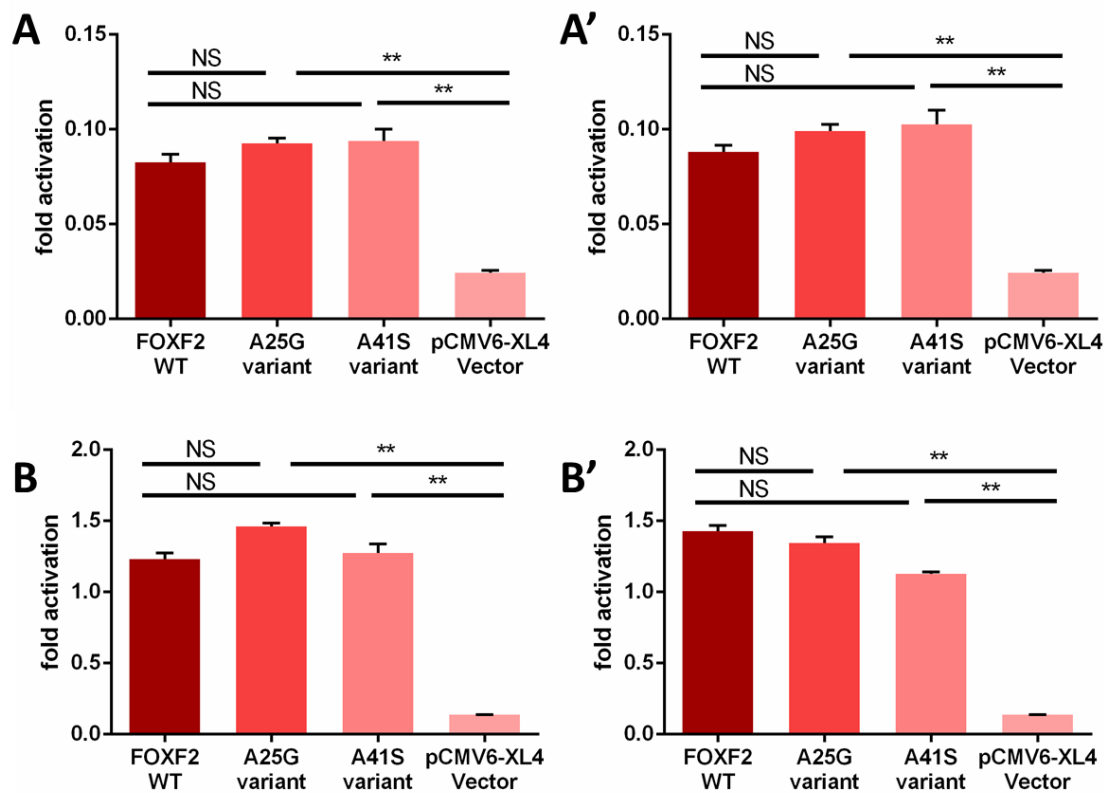 A
A'
0.15
0.10
0.05
0.00
fold activation
NS
**
NS
**
FOXF2
WT
A25G
variant
A41S
variant
pCMV6-XL4
Vector
0.15
0.10
0.05
0.00
fold activation
NS
**
NS
**
FOXF2
WT
A25G
variant
A41S
variant
pCMV6-XL4
Vector
B
B'
2.0
1.5
1.0
0.5
0.0
fold activation
NS
**
NS
**
FOXF2
WT
A25G
variant
A41S
variant
pCMV6-XL4
Vector
2.0
1.5
1.0
0.5
0.0
fold activation
NS
**
NS
**
FOXF2
WT
A25G
variant
A41S
variant
pCMV6-XL4
Vector